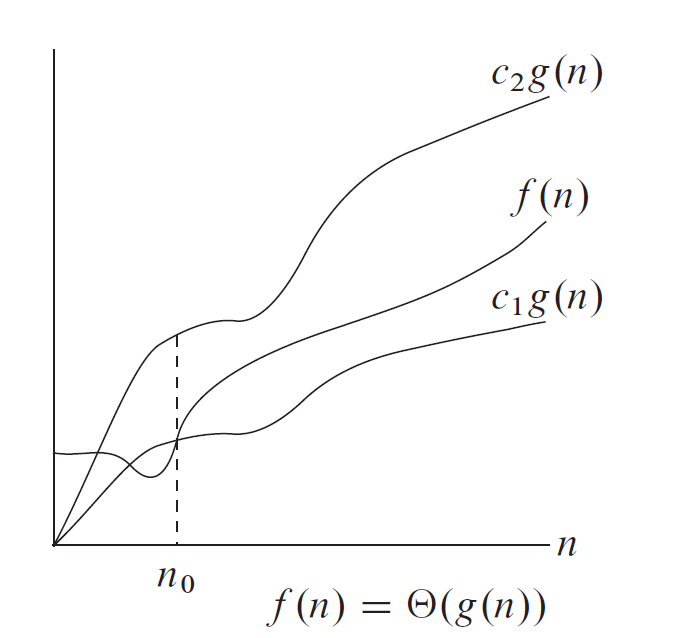 c₂g(n)
f(n)
c₁g(n)
n
n₀
f(n) = Θ(g(n))